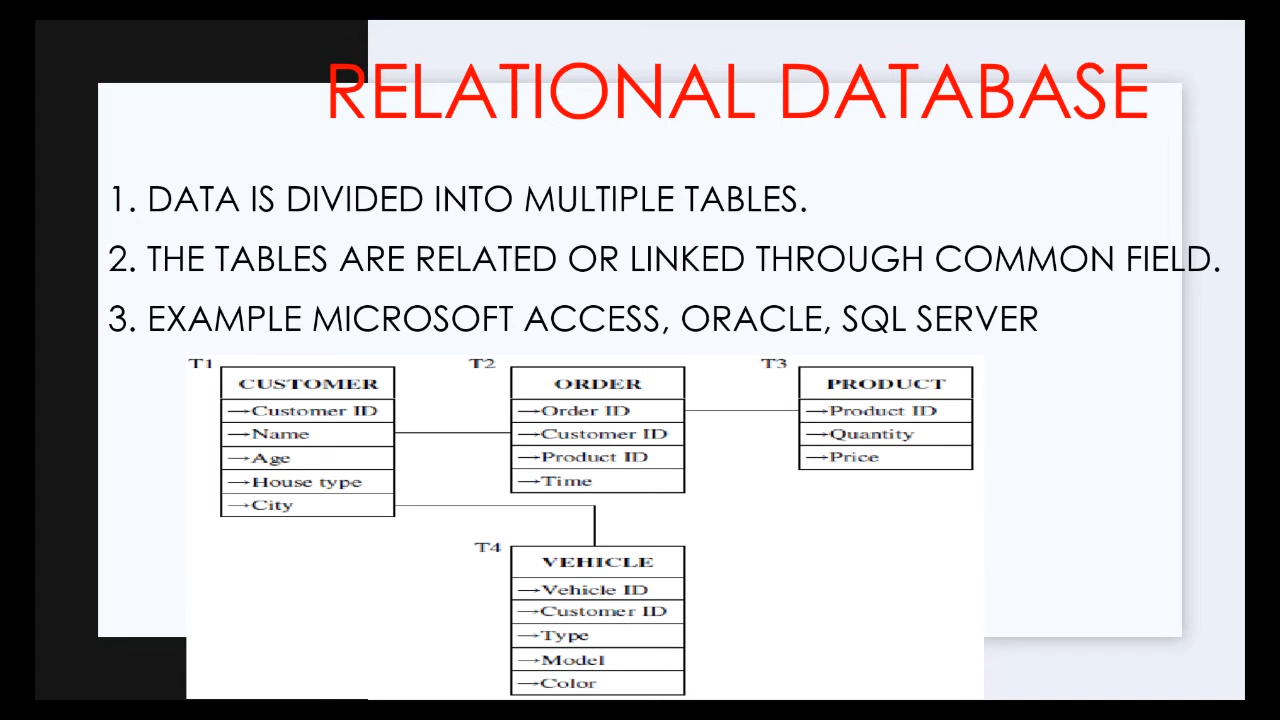 RELATIONAL DATABASE
1. DATA IS DIVIDED INTO MULTIPLE TABLES.
2. THE TABLES ARE RELATED OR LINKED THROUGH COMMON FIELD.
3. EXAMPLE MICROSOFT ACCESS, ORACLE, SQL SERVER
T1
CUSTOMER
→Customer ID
→Name
→Age
→House type
→City
T2
ORDER
→Order ID
→Customer ID
→Product ID
→Time
T3
PRODUCT
→Product ID
→Quantity
→Price
T4
VEHICLE
→Vehicle ID
→Customer ID
→Type
→Model
→Color